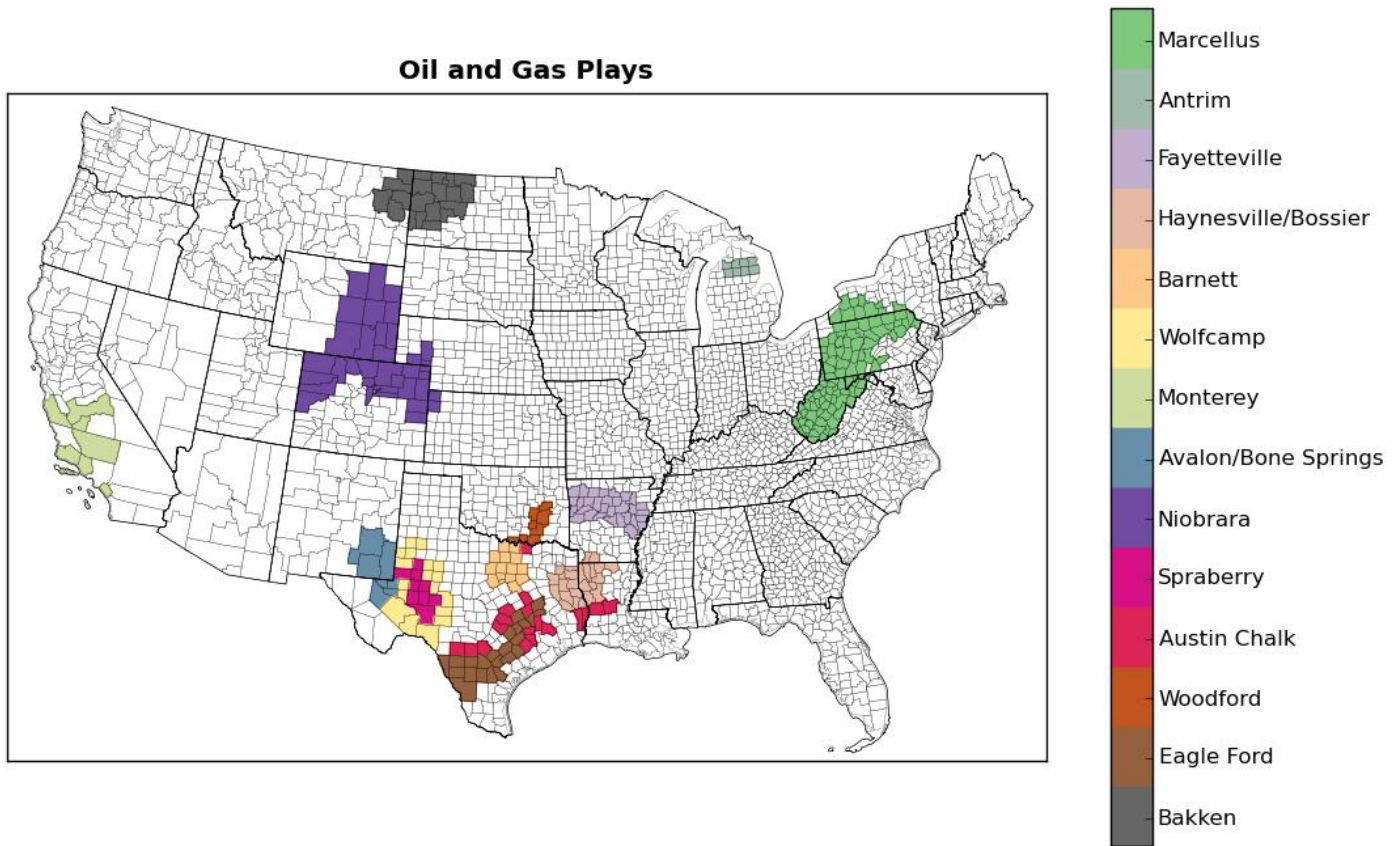 Oil and Gas Plays
Marcellus
Antrim
Fayetteville
Haynesville/Bossier
Barnett
Wolfcamp
Monterey
Avalon/Bone Springs
Niobrara
Spraberry
Austin Chalk
Woodford
Eagle Ford
Bakken